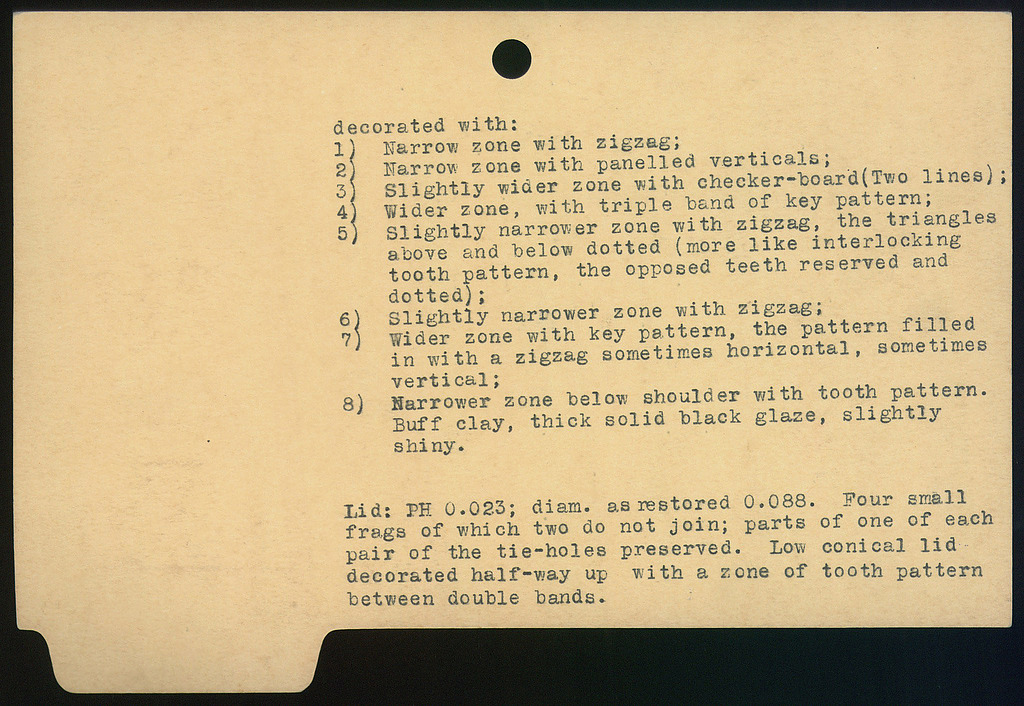 decorated with:
1) Narrow zone with zigzag;
2) Narrow zone with panelled verticals;
3) Slightly wider zone with checker-board(Two lines);
4) Wider zone, with triple band of key pattern;
5) Slightly narrower zone with zigzag, the triangles
above and below dotted (more like interlocking
tooth pattern, the opposed teeth reserved and
dotted);
6) Slightly narrower zone with zigzag;
7) Wider zone with key pattern, the pattern filled
in with a zigzag sometimes horizontal, sometimes
vertical;
8) Narrower zone below shoulder with tooth pattern.
Buff clay, thick solid black glaze, slightly
shiny.
Lid: PH 0.023; diam. as restored 0.088. Four small
frags of which two do not join; parts of one of each
pair of the tie-holes preserved. Low conical lid
decorated half-way up with a zone of tooth pattern
between double bands.